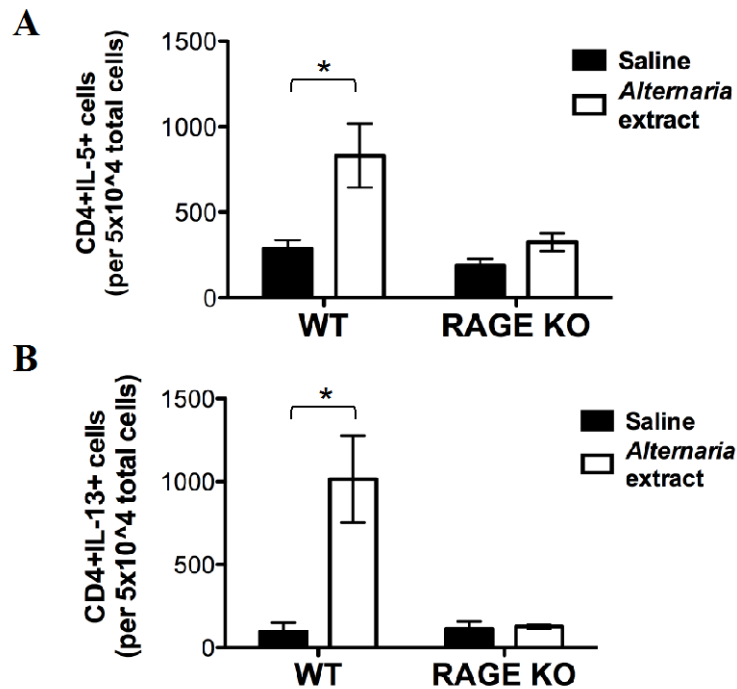 A
CD4+IL-5+ cells
(per 5x10^4 total cells)
1500
1000
500
0
*
Saline
Alternaria
extract
WT
RAGE KO
B
CD4+IL-13+ cells
(per 5x10^4 total cells)
1500
1000
500
0
*
Saline
Alternaria
extract
WT
RAGE KO